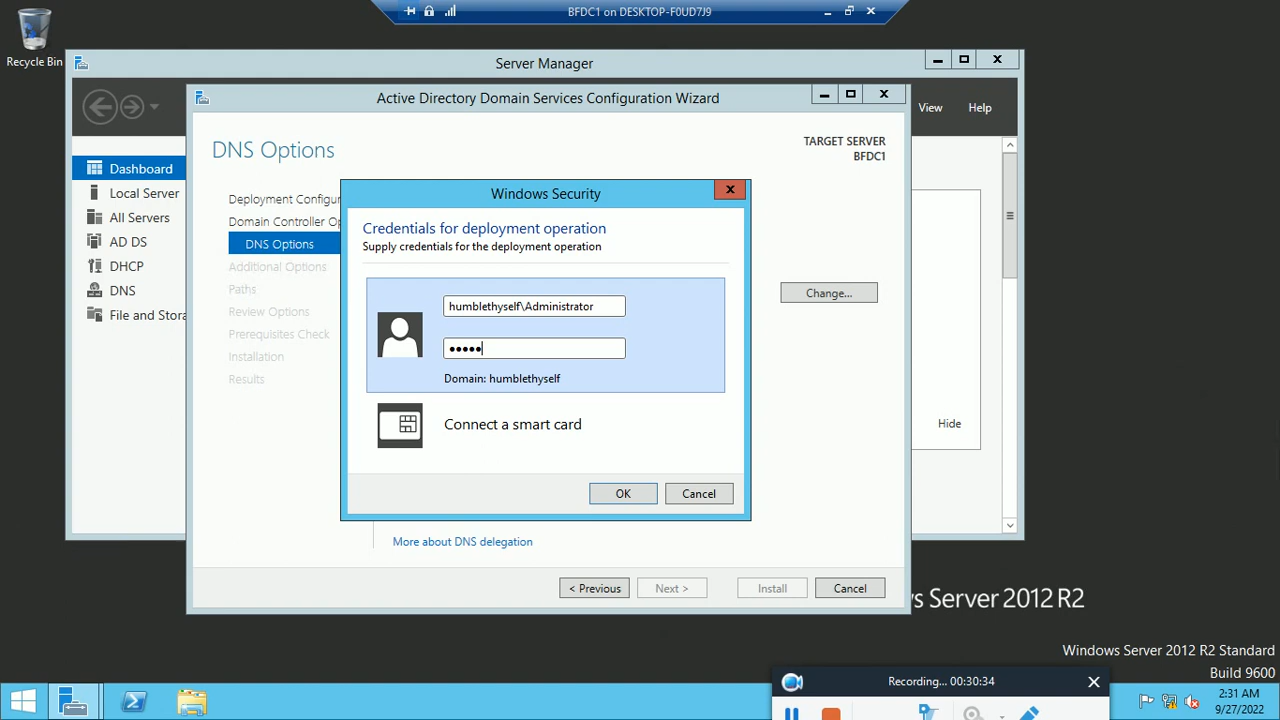 BFDC1 on DESKTOP-F0UD7J9
Recycle Bin
Server Manager
Active Directory Domain Services Configuration Wizard
View
Help
DNS Options
TARGET SERVER
BFDC1
Dashboard
Local Server
All Servers
AD DS
DHCP
DNS
File and Stora
Deployment Configu
Domain Controller Op
DNS Options
Additional Options
Paths
Review Options
Prerequisites Check
Installation
Results
Windows Security
Credentials for deployment operation
Supply credentials for the deployment operation
humblethyself\Administrator
•••••
Domain: humblethyself
Connect a smart card
OK
Cancel
Change...
Hide
More about DNS delegation
< Previous
Next >
Install
Cancel
s Server 2012 R2
Windows Server 2012 R2 Standard
Build 9600
Recording... 00:30:34
2:31 AM
9/27/2022